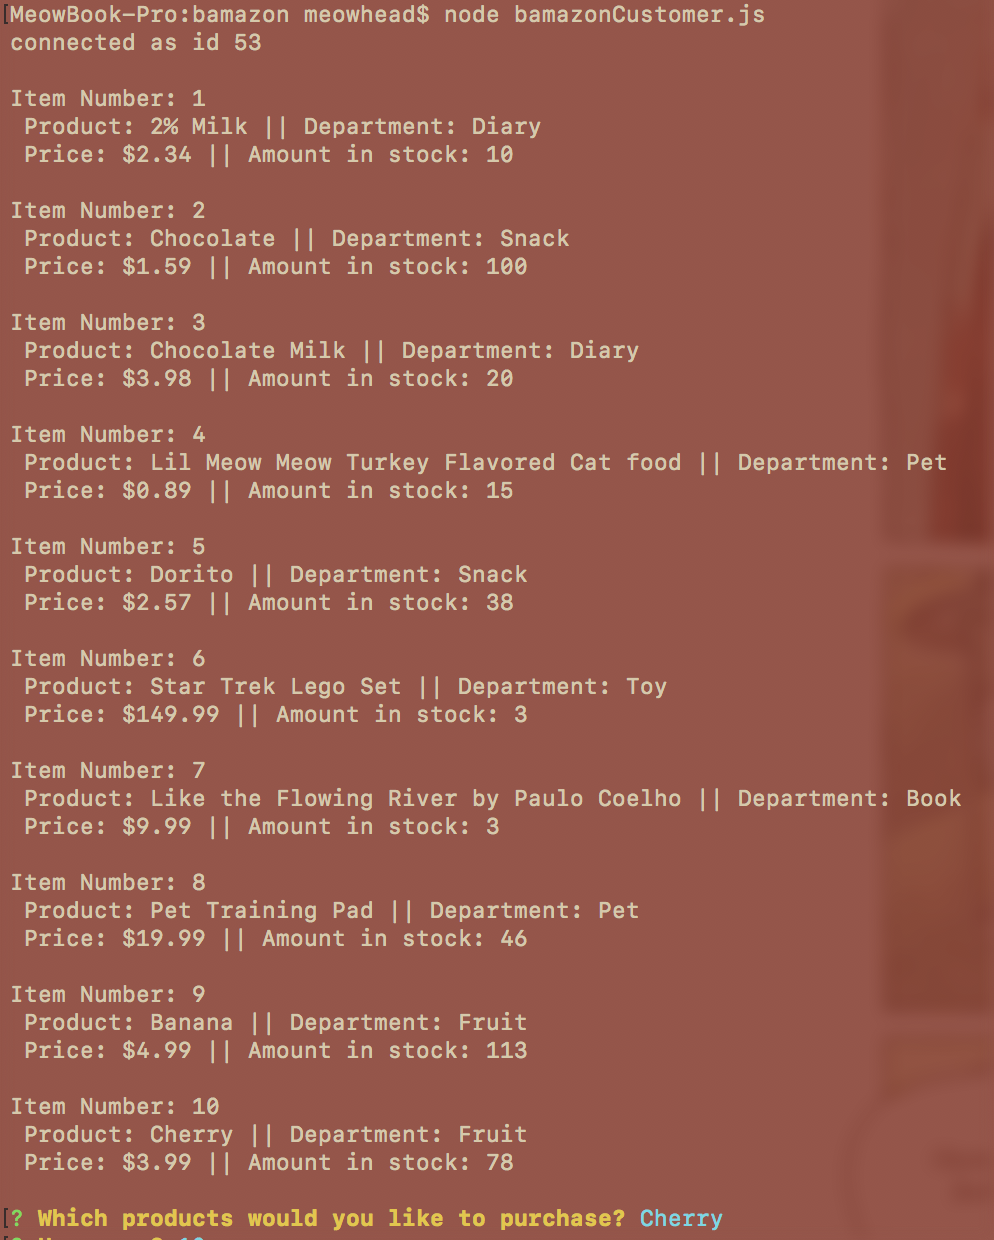 MeowBook-Pro:bamazon meowhead$ node bamazonCustomer.js
connected as id 53
Item Number: 1
Product: 2% Milk || Department: Diary
Price: $2.34 || Amount in stock: 10
Item Number: 2
Product: Chocolate || Department: Snack
Price: $1.59 || Amount in stock: 100
Item Number: 3
Product: Chocolate Milk || Department: Diary
Price: $3.98 || Amount in stock: 20
Item Number: 4
Product: Lil Meow Meow Turkey Flavored Cat food || Department: Pet
Price: $0.89 || Amount in stock: 15
Item Number: 5
Product: Dorito || Department: Snack
Price: $2.57 || Amount in stock: 38
Item Number: 6
Product: Star Trek Lego Set || Department: Toy
Price: $149.99 || Amount in stock: 3
Item Number: 7
Product: Like the Flowing River by Paulo Coelho || Department: Book
Price: $9.99 || Amount in stock: 3
Item Number: 8
Product: Pet Training Pad || Department: Pet
Price: $19.99 || Amount in stock: 46
Item Number: 9
Product: Banana || Department: Fruit
Price: $4.99 || Amount in stock: 113
Item Number: 10
Product: Cherry || Department: Fruit
Price: $3.99 || Amount in stock: 78
? Which products would you like to purchase? Cherry